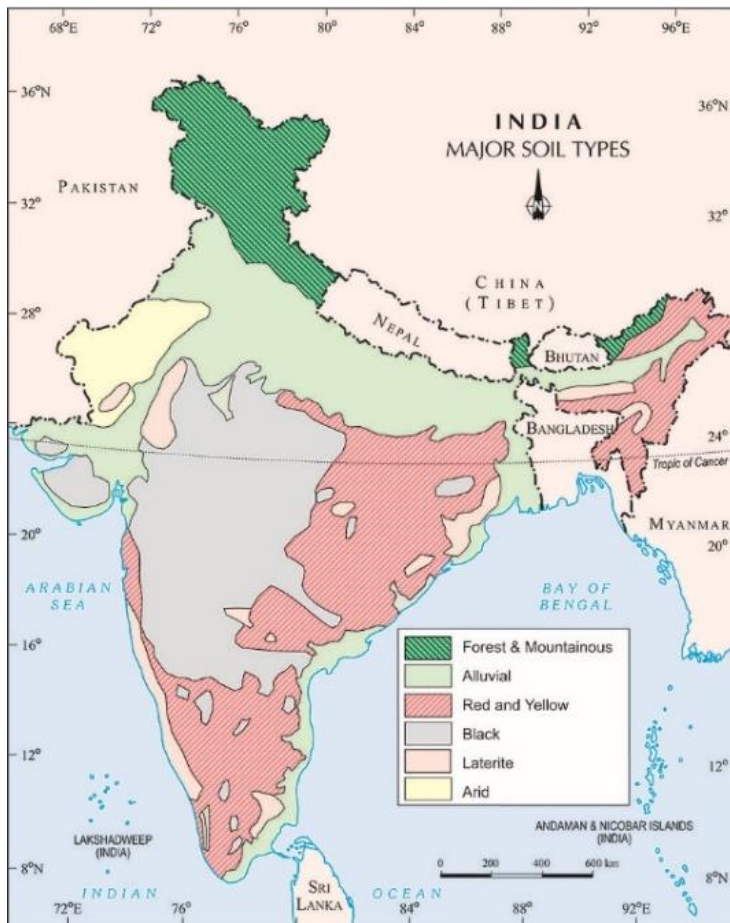 68°E
72°
76°
80°
84°
88°
92°
96°E
36°N
36°N
INDIA
MAJOR SOIL TYPES
N
PAKISTAN
32°
32°
CHINA
(TIBET)
NEPAL
28°
28°
BHUTAN
BANGLADESH
24°
24°
Tropic of Cancer
MYANMAR
20°
20°
ARABIAN
SEA
BAY OF
BENGAL
16°
16°
Forest & Mountainous
Alluvial
Red and Yellow
Black
Laterite
Arid
12°
12°
LAKSHADWEEP
(INDIA)
ANDAMAN & NICOBAR ISLANDS
(INDIA)
8°N
8°N
0 200 400 600 km
INDIAN OCEAN
SRI
LANKA
72°E
76°
84°
88°
92°E